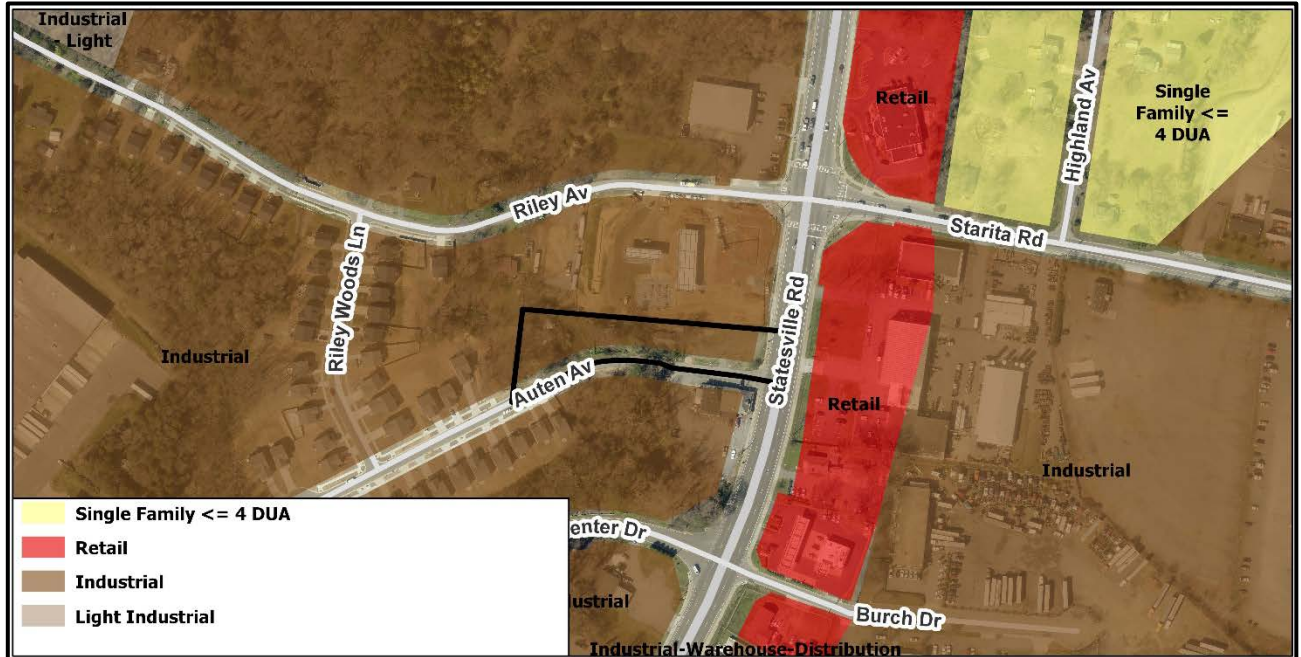 Industrial
- Light
Retail
Single
Family <=
4 DUA
Highland Av
Riley Av
Starita Rd
Riley Woods Ln
Industrial
Auten Av
Statesville Rd
Retail
Industrial
Single Family <= 4 DUA
Retail
Industrial
Light Industrial
enter Dr
dustrial
Burch Dr
Industrial-Warehouse-Distribution